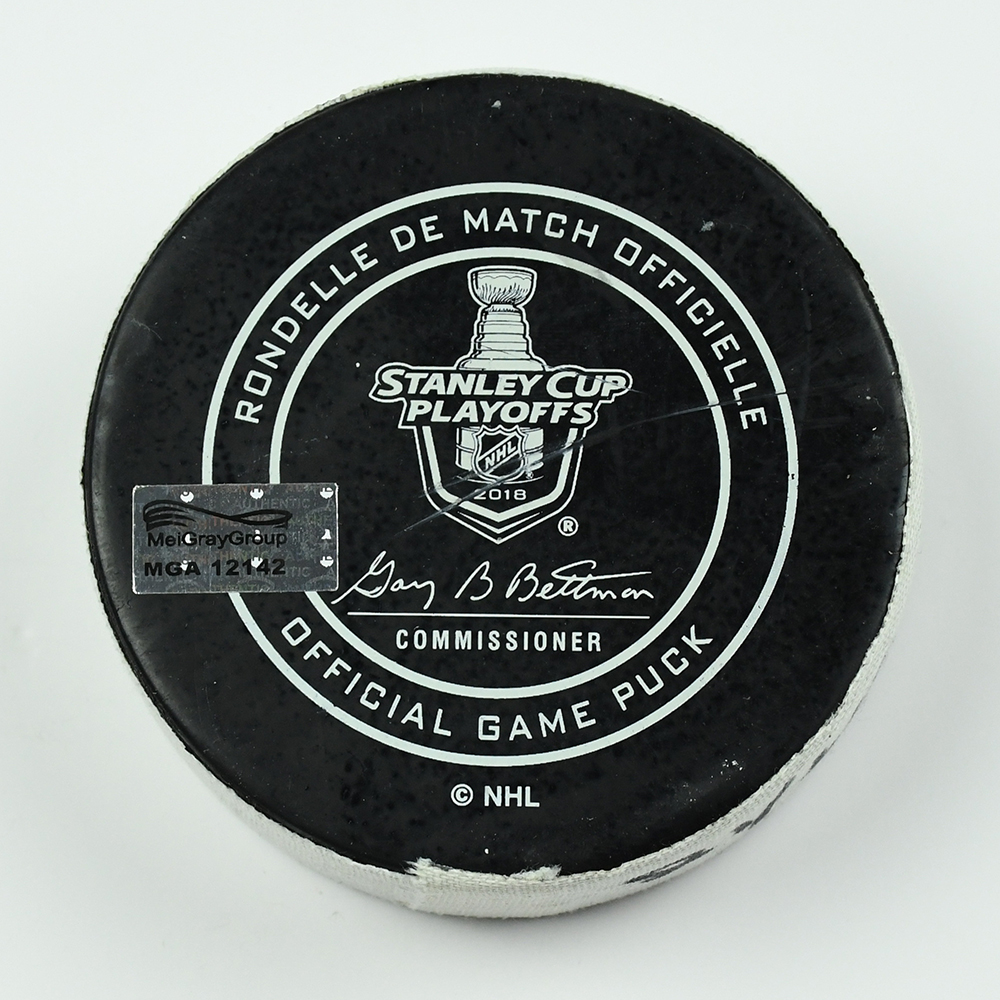 RONDELLE DE MATCH OFFICIELLE
STANLEY CUP
PLAYOFFS
NHL
2018
®
Gary B Bettman
COMMISSIONER
OFFICIAL GAME PUCK
© NHL
AUTHENTIC
MeiGrayGroup
MGA 12142